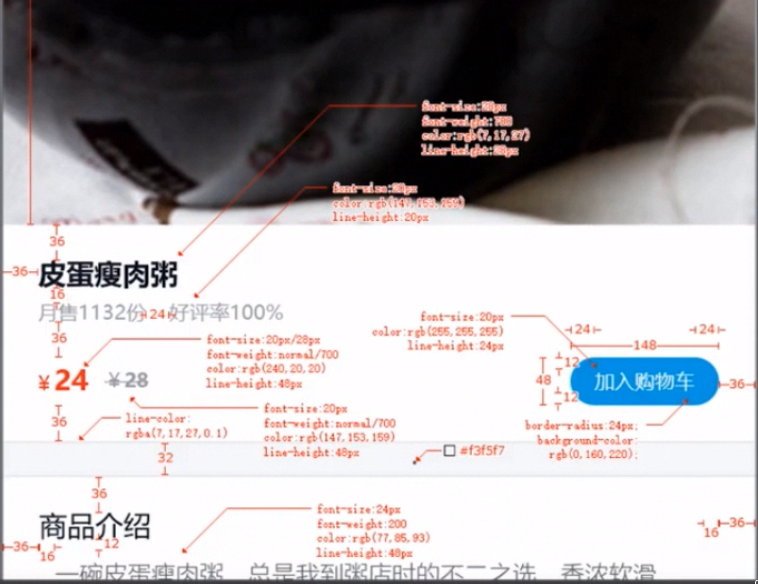 font-size:28px
font-weight:700
color:rgb(7,17,27)
line-height:28px
font-size:20px
color:rgb(147,153,159)
line-height:20px
36
36
皮蛋瘦肉粥
16
月售1132份
24
好评率100%
36
font-size:20px/28px
font-weight:normal/700
color:rgb(240,20,20)
line-height:48px
font-size:20px
color:rgb(255,255,255)
line-height:24px
24
24
148
¥24
¥28
48
12
加入购物车
12
36
36
line-color:
rgba(7,17,27,0.1)
font-size:20px
font-weight:normal/700
color:rgb(147,153,159)
line-height:48px
border-radius:24px;
background-color:
rgb(0,160,220);
32
#f3f5f7
36
商品介绍
font-size:24px
font-weight:200
color:rgb(77,85,93)
line-height:48px
16
36
36
16
12
一碗皮蛋瘦肉粥，总是我到粥店时的不二之选。香浓软滑